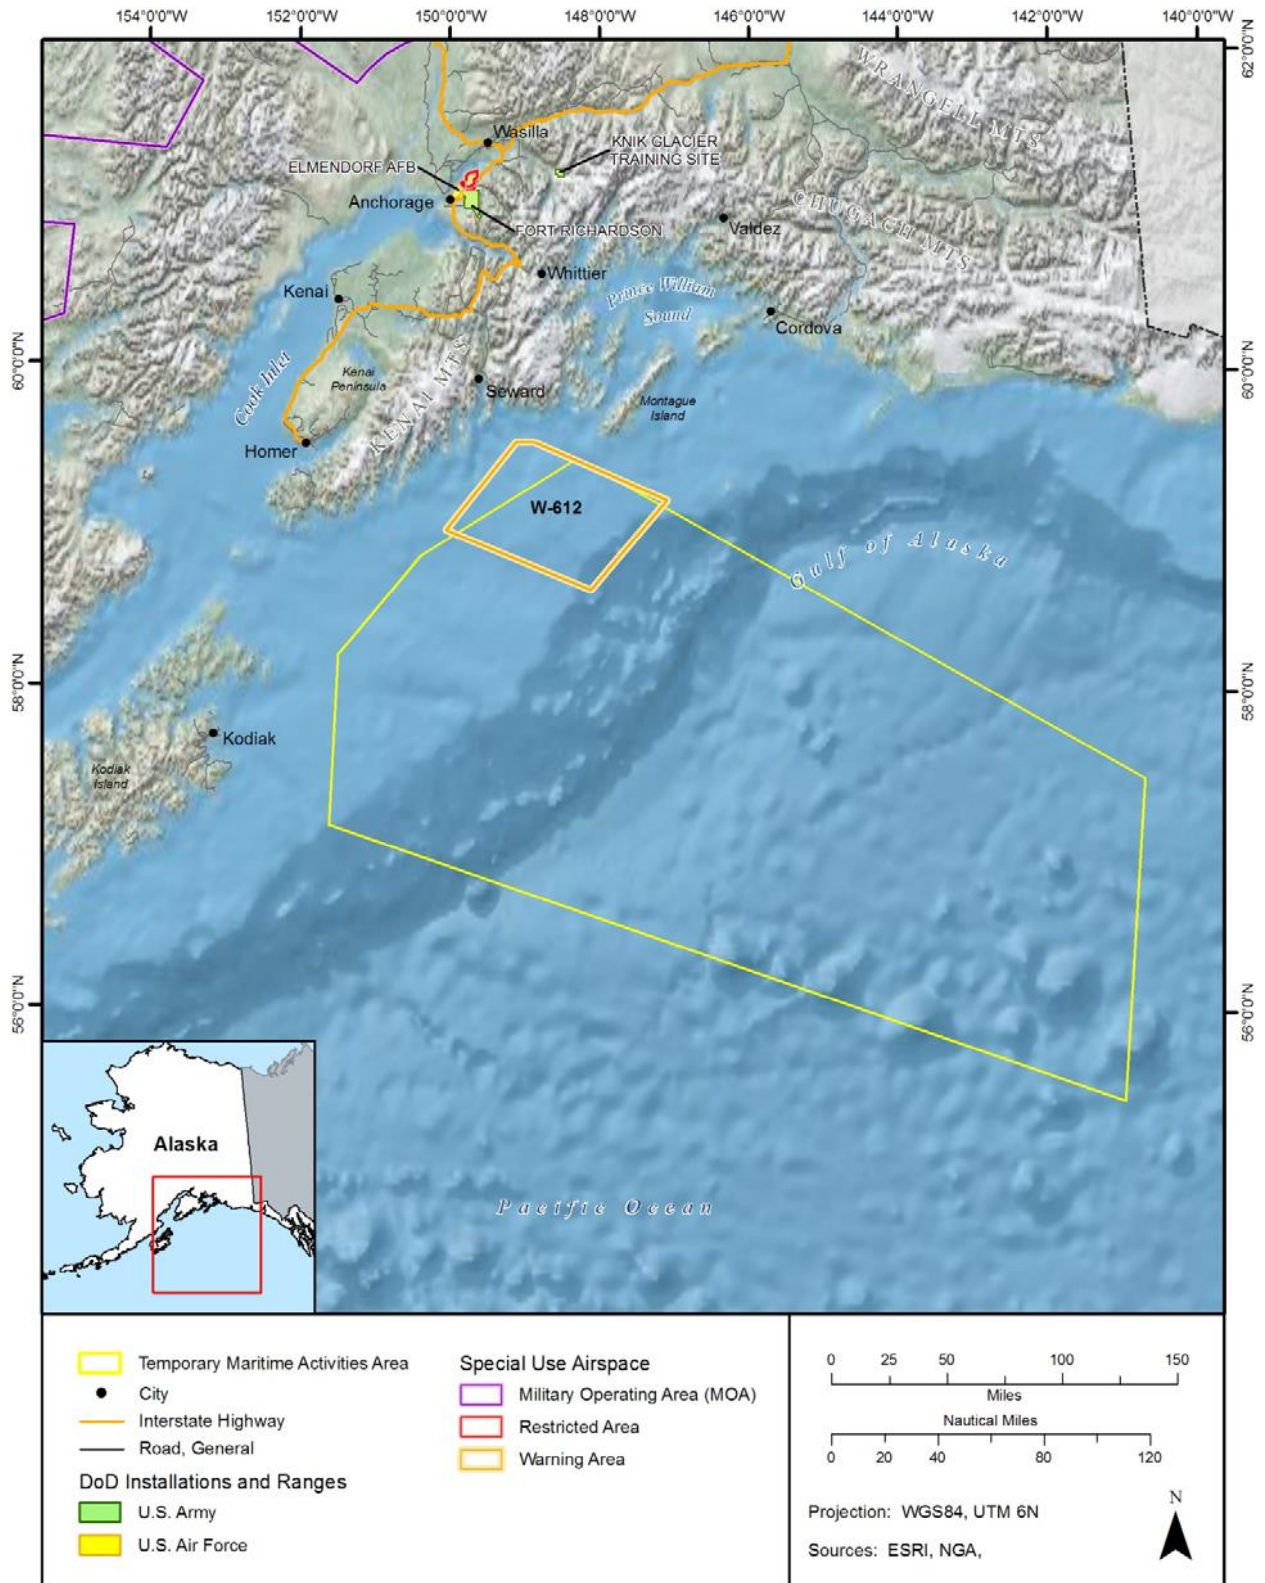 154°0'0"W 152°0'0"W 150°0'0"W 148°0'0"W 146°0'0"W 144°0'0"W 142°0'0"W 140°0'0"W
62°0'0"N
WRANGELL MTS
Wasilla
KNIK GLACIER
TRAINING SITE
ELMENDORF AFB
Anchorage
CHUGACH MTS
FORT RICHARDSON
Valdez
Whittier
Prince William
Sound
Kenai
Cordova
60°0'0"N
60°0'0"N
Cook Inlet
Kenai
Peninsula
KENAI MTS
Seward
Montague
Island
Homer
W-612
Gulf of Alaska
58°0'0"N
58°0'0"N
Kodiak
Kodiak
Island
56°0'0"N
56°0'0"N
Alaska
Pacific Ocean
Temporary Maritime Activities Area
City
Interstate Highway
Road, General
DoD Installations and Ranges
U.S. Army
U.S. Air Force
Special Use Airspace
Military Operating Area (MOA)
Restricted Area
Warning Area
0 25 50 100 150
Miles
Nautical Miles
0 20 40 80 120
Projection: WGS84, UTM 6N
Sources: ESRI, NGA,
N